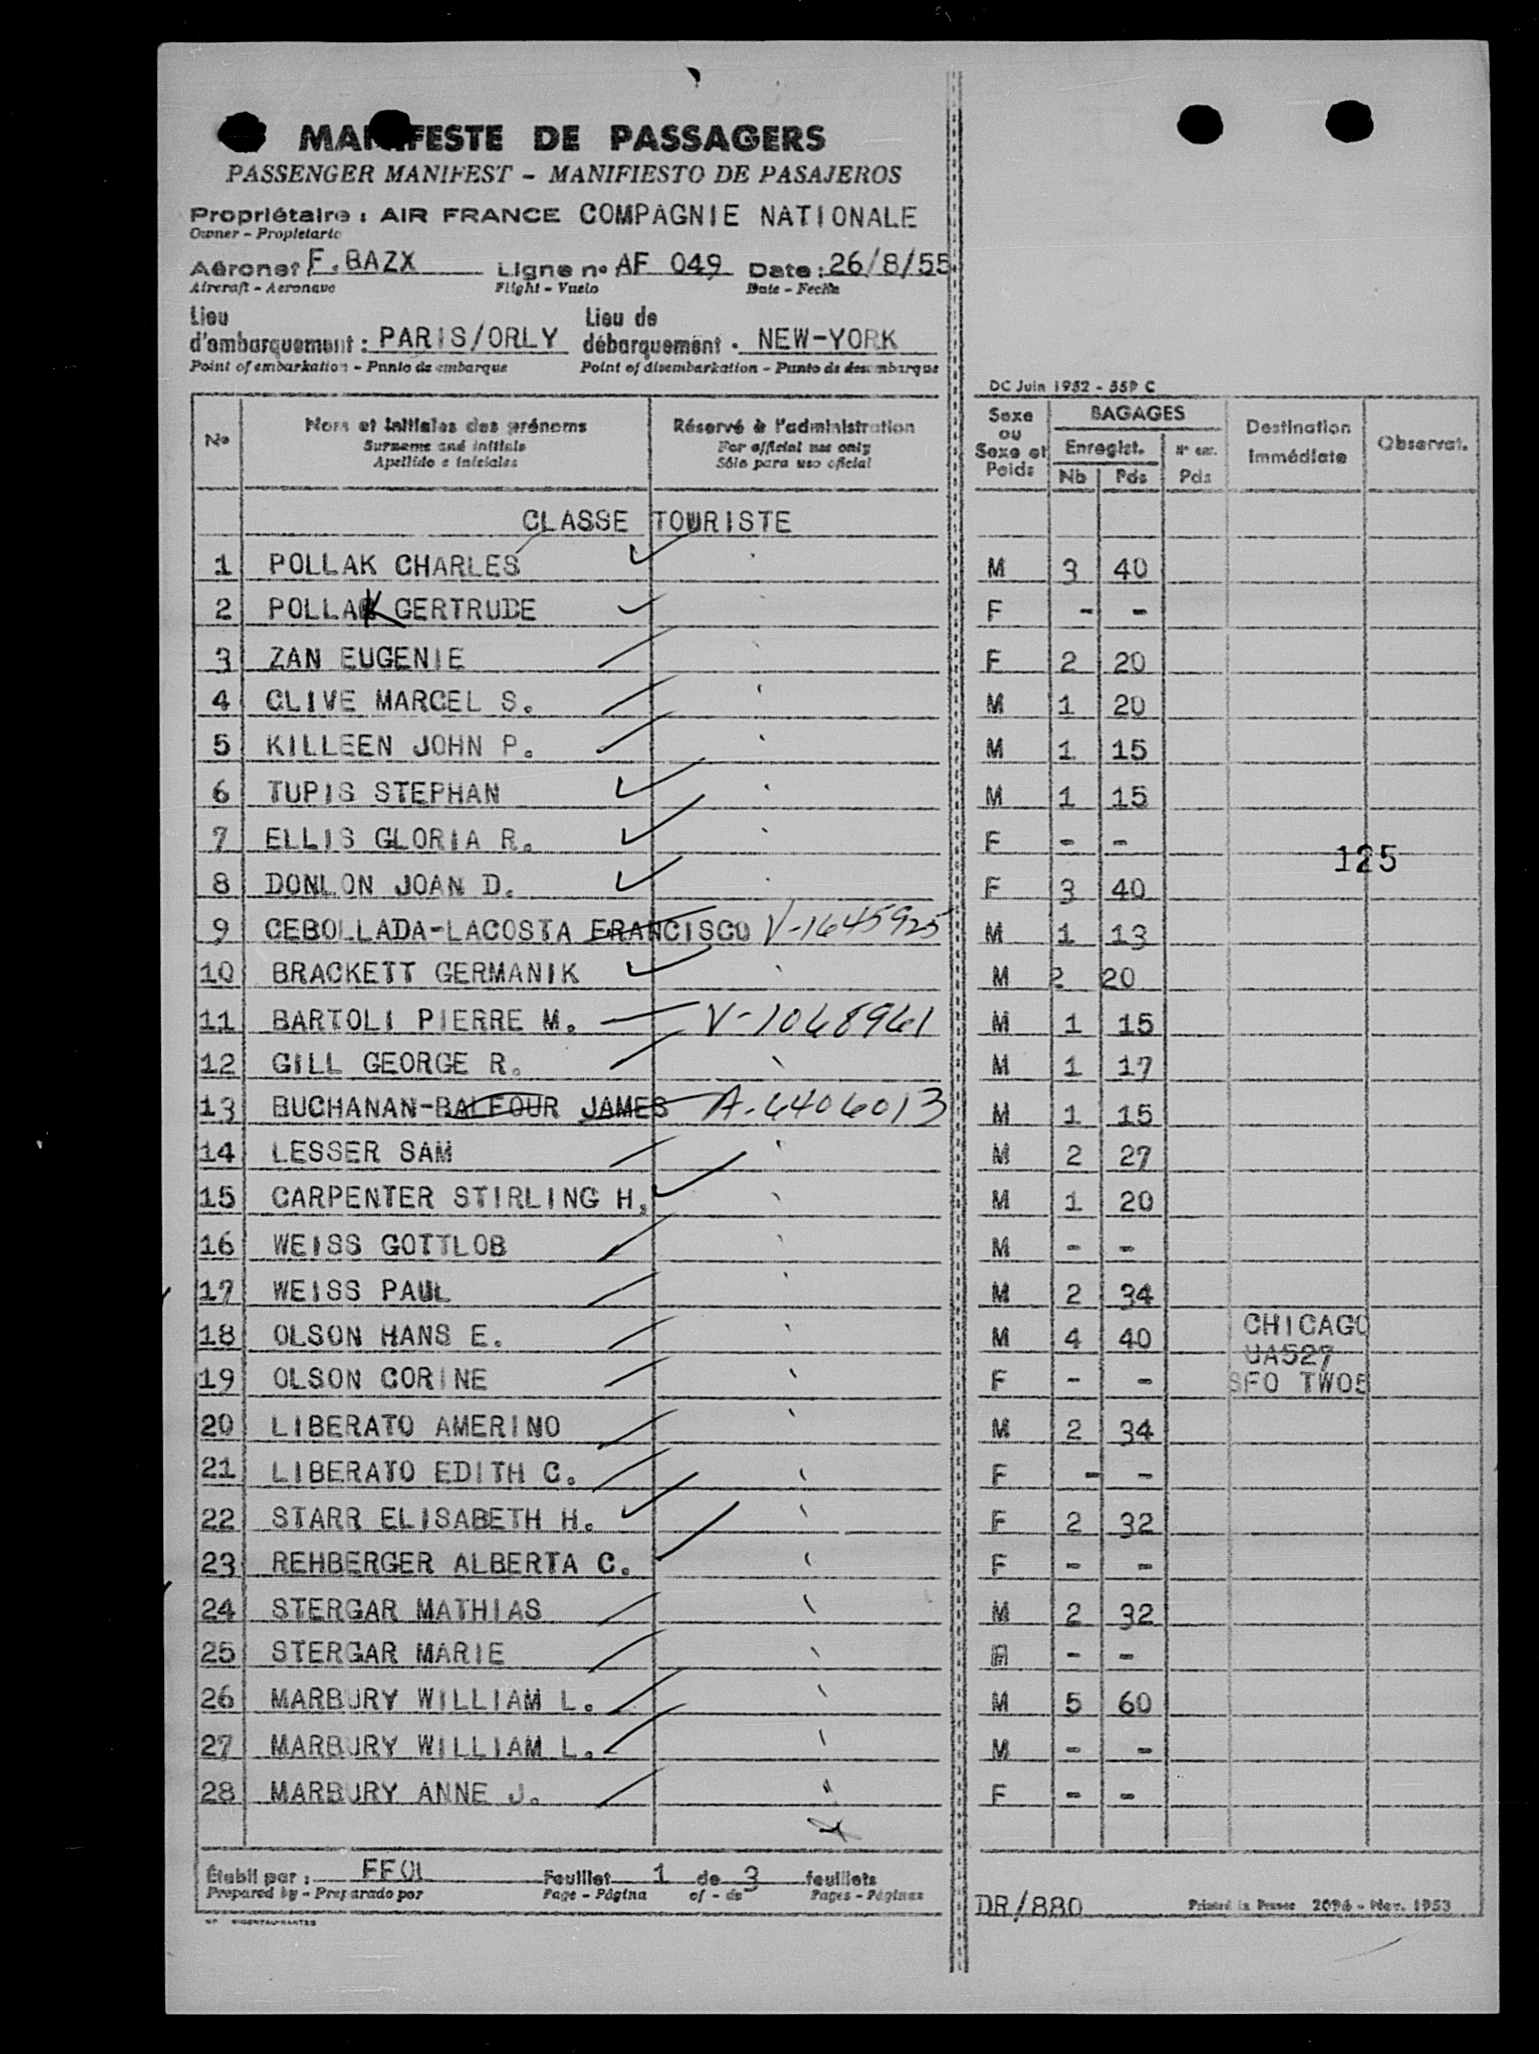 MANIFESTE DE PASSAGERS
PASSENGER MANIFEST - MANIFIESTO DE PASAJEROS
Propriétaire : AIR FRANCE COMPAGNIE NATIONALE
Owner - Propietario
Aéronef F.BAZX Ligne n° AF 049 Date : 26/8/55
Aircraft - Aeronave Flight - Vuelo Date - Fecha
Lieu d'embarquement : PARIS/ORLY Lieu de débarquement . NEW-YORK
Point of embarkation - Punto de embarque Point of disembarkation - Punto de desembarque
DC Juin 1952 - 559 C
N° Noms et initiales des prénoms Réservé à l'administration Sexe ou Sexe et Poids BAGAGES Destination Immédiate Observat.
Surname and initials For official use only Enregist. N° enr.
Apellido e iniciales Sólo para uso oficial Nb Pds Pds
CLASSE TOURISTE
1 POLLAK CHARLES M 3 40
2 POLLAK GERTRUDE F - -
3 ZAN EUGENIE F 2 20
4 CLIVE MARCEL S. M 1 20
5 KILLEEN JOHN P. M 1 15
6 TUPIS STEPHAN M 1 15
7 ELLIS GLORIA R. F - -
125
8 DONLON JOAN D. F 3 40
9 CEBOLLADA-LACOSTA FRANCISCO V-1645925 M 1 13
10 BRACKETT GERMANIK M 2 20
11 BARTOLI PIERRE M. V-1068961 M 1 15
12 GILL GEORGE R. M 1 17
13 BUCHANAN-BALFOUR JAMES A-6406013 M 1 15
14 LESSER SAM M 2 27
15 CARPENTER STIRLING H. M 1 20
16 WEISS GOTTLOB M - -
17 WEISS PAUL M 2 34
18 OLSON HANS E. M 4 40 CHICAGO
UA527
19 OLSON CORINE F - - SFO TW05
20 LIBERATO AMERINO M 2 34
21 LIBERATO EDITH C. F - -
22 STARR ELISABETH H. F 2 32
23 REHBERGER ALBERTA C. F - -
24 STERGAR MATHIAS M 2 32
25 STERGAR MARIE - -
26 MARBURY WILLIAM L. M 5 60
27 MARBURY WILLIAM L. M - -
28 MARBURY ANNE J. F - -
Établi par : FFOL Feuillet 1 de 3 feuillets
Prepared by - Preparado por Page - Página of - de Pages - Páginas
DR/880 Printed in France 2096 - Nov. 1953